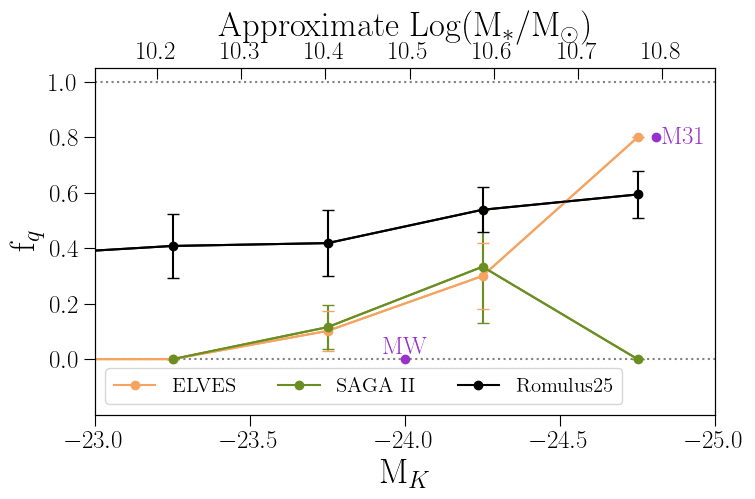 Approximate Log(M*/M☉)
10.2 10.3 10.4 10.5 10.6 10.7 10.8
1.0
M31
0.8
0.6
f_q
0.4
0.2
MW
0.0
ELVES SAGA II Romulus25
−23.0 −23.5 −24.0 −24.5 −25.0
M_K